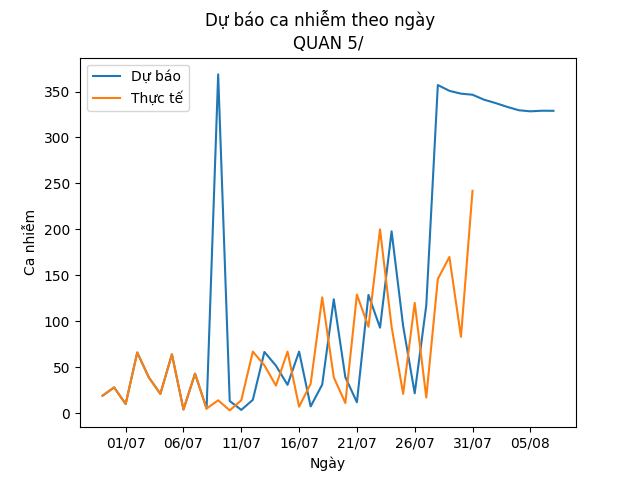 Dự báo ca nhiễm theo ngày
QUAN 5/
Dự báo
Thực tế
Ca nhiễm
350
300
250
200
150
100
50
0
01/07 06/07 11/07 16/07 21/07 26/07 31/07 05/08
Ngày